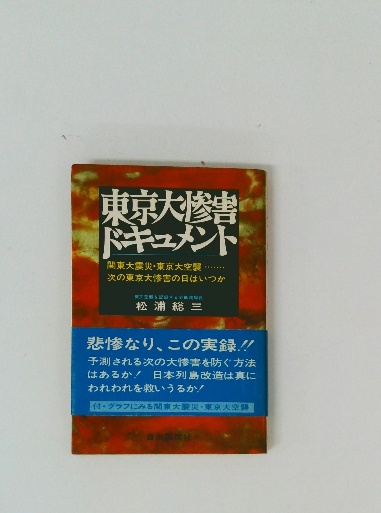 東京大惨害
ドキュメント
関東大震災・東京大空襲……
次の東京大惨害の日はいつか
松浦総三
悲惨なり、この実録!!
予測される次の大惨害を防ぐ方法
はあるか! 日本列島改造は真に
われわれを救いうるか!
付・グラフにみる関東大震災・東京大空襲